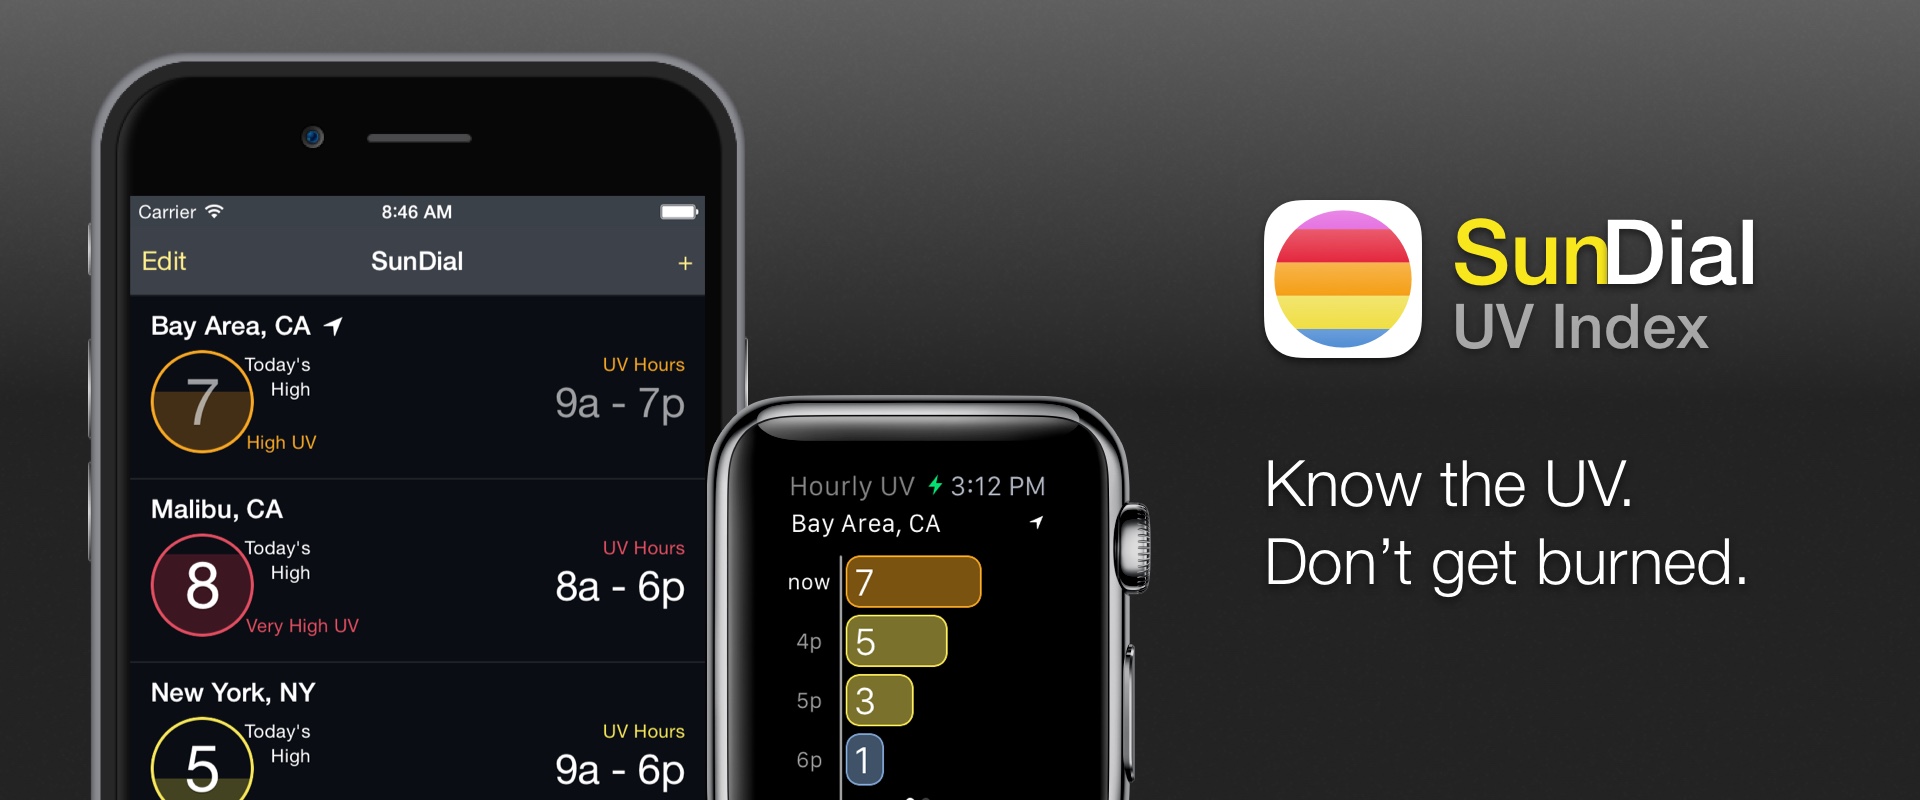 Carrier 8:46 AM
Edit SunDial +
Bay Area, CA
7 Today's High
High UV
UV Hours
9a - 7p
Malibu, CA
8 Today's High
Very High UV
UV Hours
8a - 6p
New York, NY
5 Today's High
UV Hours
9a - 6p
Hourly UV 3:12 PM
Bay Area, CA
now 7
4p 5
5p 3
6p 1
SunDial
UV Index
Know the UV.
Don’t get burned.